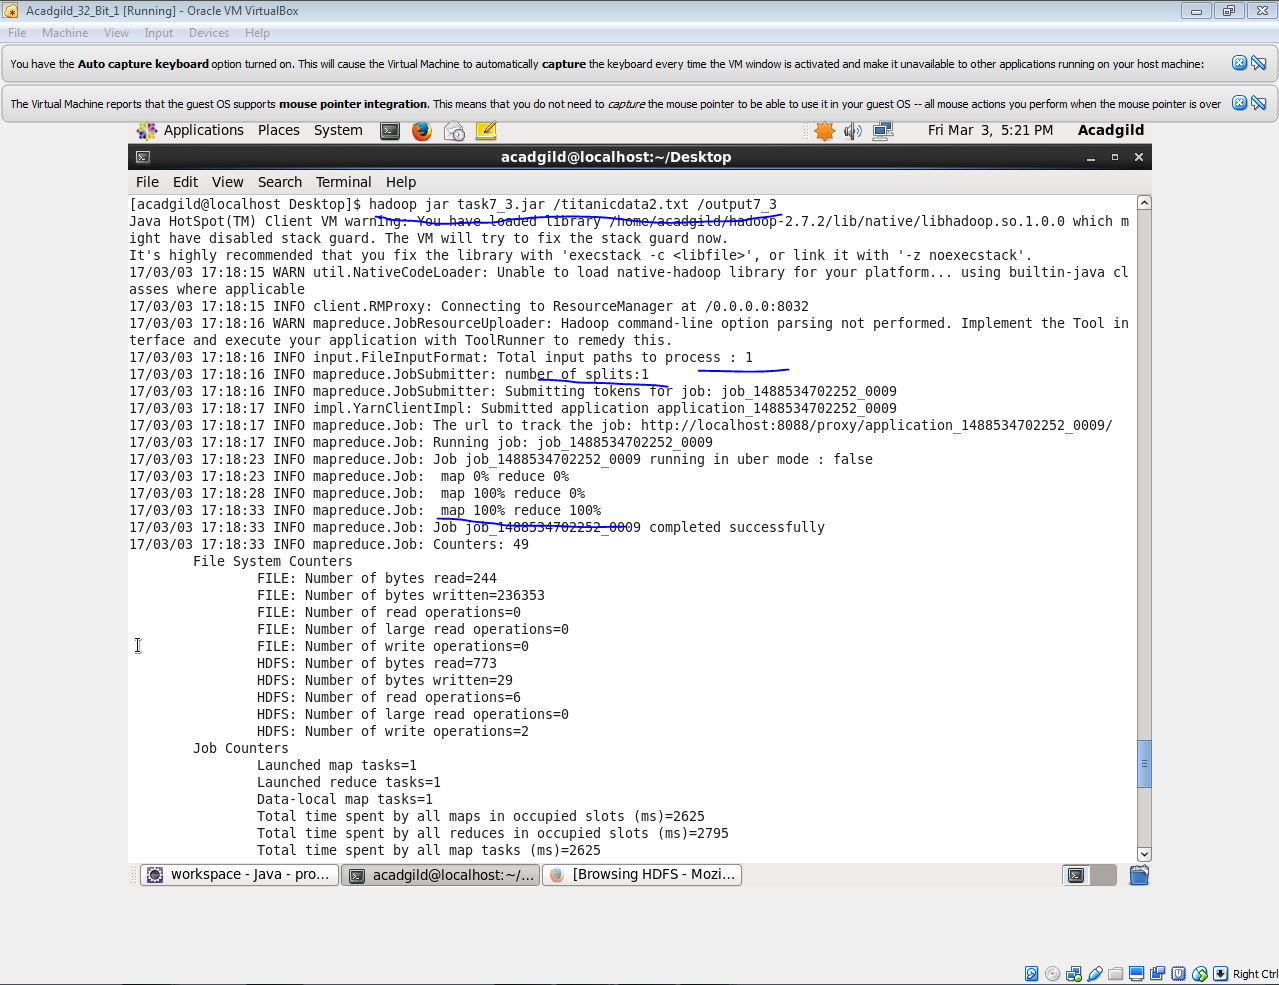 Acadgild_32_Bit_1 [Running] - Oracle VM VirtualBox
File Machine View Input Devices Help
You have the Auto capture keyboard option turned on. This will cause the Virtual Machine to automatically capture the keyboard every time the VM window is activated and make it unavailable to other applications running on your host machine:
The Virtual Machine reports that the guest OS supports mouse pointer integration. This means that you do not need to capture the mouse pointer to be able to use it in your guest OS -- all mouse actions you perform when the mouse pointer is over
Applications Places System Fri Mar 3, 5:21 PM Acadgild
acadgild@localhost:~/Desktop
File Edit View Search Terminal Help
[acadgild@localhost Desktop]$ hadoop jar task7_3.jar /titanicdata2.txt /output7_3
Java HotSpot(TM) Client VM warning: You have loaded library /home/acadgild/hadoop-2.7.2/lib/native/libhadoop.so.1.0.0 which m
ight have disabled stack guard. The VM will try to fix the stack guard now.
It's highly recommended that you fix the library with 'execstack -c <libfile>', or link it with '-z noexecstack'.
17/03/03 17:18:15 WARN util.NativeCodeLoader: Unable to load native-hadoop library for your platform... using builtin-java cl
asses where applicable
17/03/03 17:18:15 INFO client.RMProxy: Connecting to ResourceManager at /0.0.0.0:8032
17/03/03 17:18:16 WARN mapreduce.JobResourceUploader: Hadoop command-line option parsing not performed. Implement the Tool in
terface and execute your application with ToolRunner to remedy this.
17/03/03 17:18:16 INFO input.FileInputFormat: Total input paths to process : 1
17/03/03 17:18:16 INFO mapreduce.JobSubmitter: number of splits:1
17/03/03 17:18:16 INFO mapreduce.JobSubmitter: Submitting tokens for job: job_1488534702252_0009
17/03/03 17:18:17 INFO impl.YarnClientImpl: Submitted application application_1488534702252_0009
17/03/03 17:18:17 INFO mapreduce.Job: The url to track the job: http://localhost:8088/proxy/application_1488534702252_0009/
17/03/03 17:18:17 INFO mapreduce.Job: Running job: job_1488534702252_0009
17/03/03 17:18:23 INFO mapreduce.Job: Job job_1488534702252_0009 running in uber mode : false
17/03/03 17:18:23 INFO mapreduce.Job:  map 0% reduce 0%
17/03/03 17:18:28 INFO mapreduce.Job:  map 100% reduce 0%
17/03/03 17:18:33 INFO mapreduce.Job:  map 100% reduce 100%
17/03/03 17:18:33 INFO mapreduce.Job: Job job_1488534702252_0009 completed successfully
17/03/03 17:18:33 INFO mapreduce.Job: Counters: 49
File System Counters
FILE: Number of bytes read=244
FILE: Number of bytes written=236353
FILE: Number of read operations=0
FILE: Number of large read operations=0
FILE: Number of write operations=0
HDFS: Number of bytes read=773
HDFS: Number of bytes written=29
HDFS: Number of read operations=6
HDFS: Number of large read operations=0
HDFS: Number of write operations=2
Job Counters
Launched map tasks=1
Launched reduce tasks=1
Data-local map tasks=1
Total time spent by all maps in occupied slots (ms)=2625
Total time spent by all reduces in occupied slots (ms)=2795
Total time spent by all map tasks (ms)=2625
workspace - Java - pro... acadgild@localhost:~/... [Browsing HDFS - Mozi...
Right Ctrl